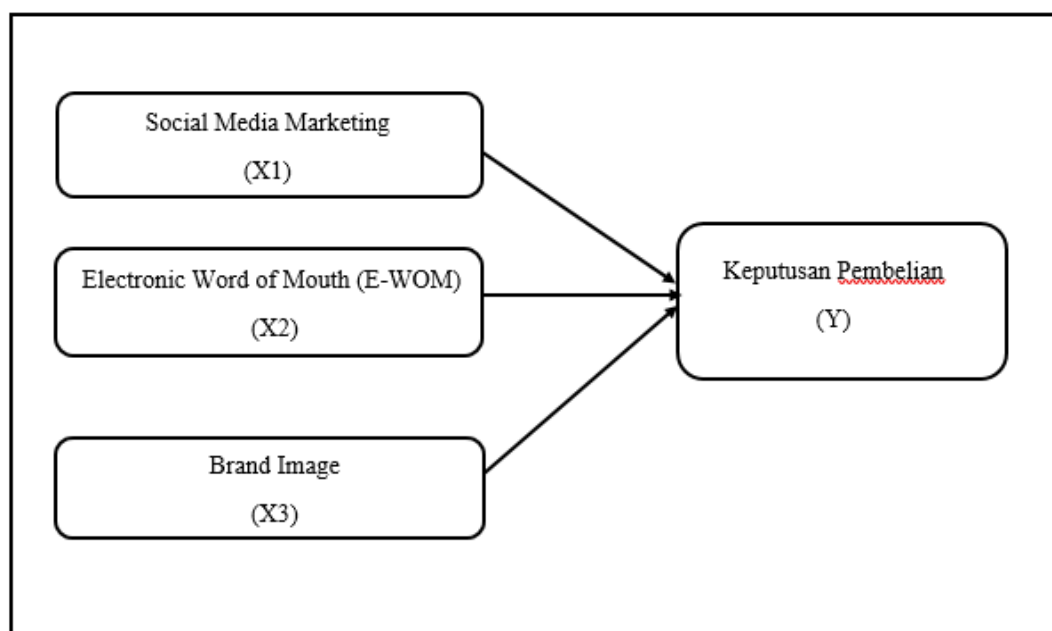 Social Media Marketing
(X1)
Electronic Word of Mouth (E-WOM)
(X2)
Keputusan Pembelian
(Y)
Brand Image
(X3)